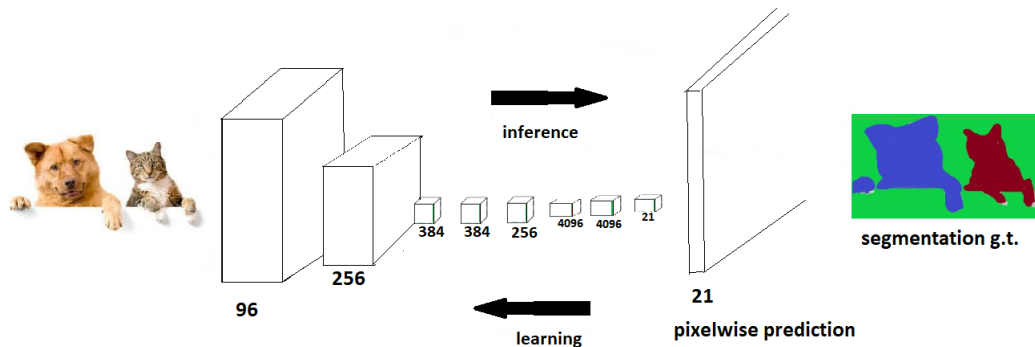 inference
384
384
256
4096
4096
21
256
96
21
pixelwise prediction
learning
segmentation g.t.